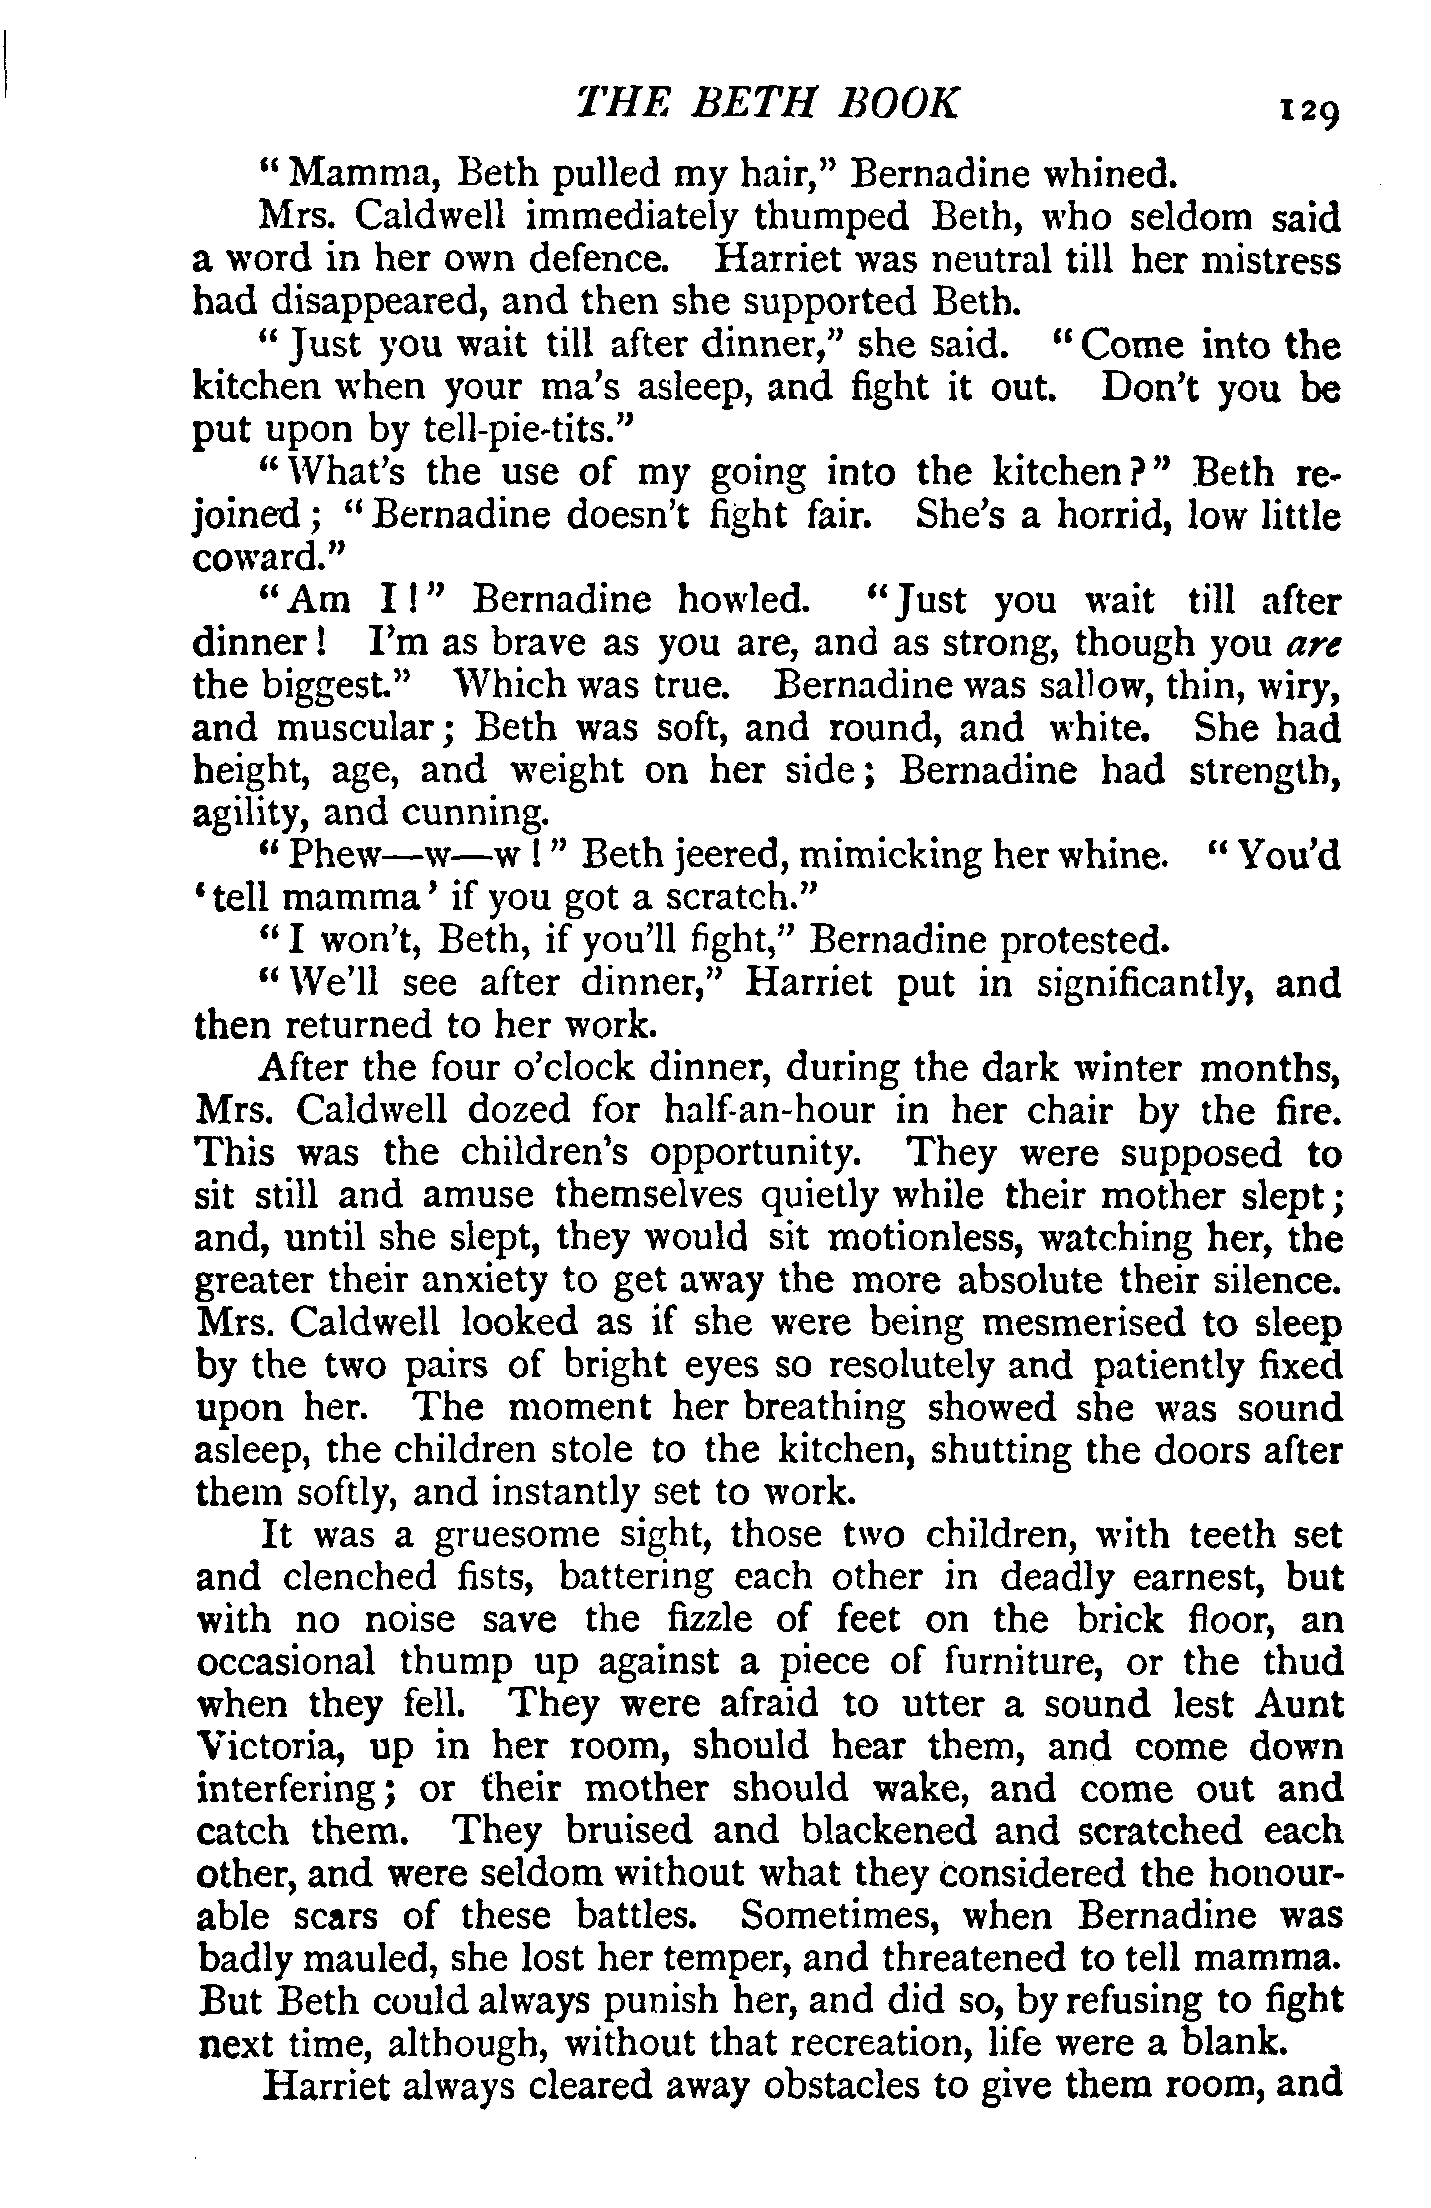 THE BETH BOOK 129
“Mamma, Beth pulled my hair,” Bernadine whined.
Mrs. Caldwell immediately thumped Beth, who seldom said
a word in her own defence. Harriet was neutral till her mistress
had disappeared, and then she supported Beth.
“Just you wait till after dinner,” she said. “Come into the
kitchen when your ma’s asleep, and fight it out. Don’t you be
put upon by tell-pie-tits.”
“What’s the use of my going into the kitchen?” Beth re-
joined; “Bernadine doesn’t fight fair. She’s a horrid, low little
coward.”
“Am I!” Bernadine howled. “Just you wait till after
dinner! I’m as brave as you are, and as strong, though you are
the biggest.” Which was true. Bernadine was sallow, thin, wiry,
and muscular; Beth was soft, and round, and white. She had
height, age, and weight on her side; Bernadine had strength,
agility, and cunning.
“Phew—w—w!” Beth jeered, mimicking her whine. “You’d
‘tell mamma’ if you got a scratch.”
“I won’t, Beth, if you’ll fight,” Bernadine protested.
“We’ll see after dinner,” Harriet put in significantly, and
then returned to her work.
After the four o’clock dinner, during the dark winter months,
Mrs. Caldwell dozed for half-an-hour in her chair by the fire.
This was the children’s opportunity. They were supposed to
sit still and amuse themselves quietly while their mother slept;
and, until she slept, they would sit motionless, watching her, the
greater their anxiety to get away the more absolute their silence.
Mrs. Caldwell looked as if she were being mesmerised to sleep
by the two pairs of bright eyes so resolutely and patiently fixed
upon her. The moment her breathing showed she was sound
asleep, the children stole to the kitchen, shutting the doors after
them softly, and instantly set to work.
It was a gruesome sight, those two children, with teeth set
and clenched fists, battering each other in deadly earnest, but
with no noise save the fizzle of feet on the brick floor, an
occasional thump up against a piece of furniture, or the thud
when they fell. They were afraid to utter a sound lest Aunt
Victoria, up in her room, should hear them, and come down
interfering; or their mother should wake, and come out and
catch them. They bruised and blackened and scratched each
other, and were seldom without what they considered the honour-
able scars of these battles. Sometimes, when Bernadine was
badly mauled, she lost her temper, and threatened to tell mamma.
But Beth could always punish her, and did so, by refusing to fight
next time, although, without that recreation, life were a blank.
Harriet always cleared away obstacles to give them room, and